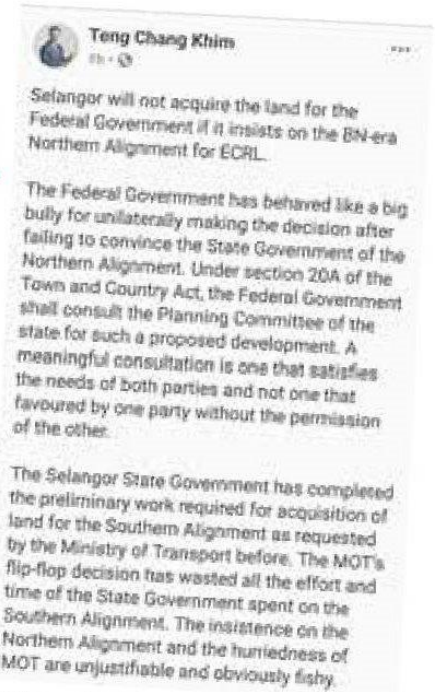 Teng Chang Khim
8h
Selangor will not acquire the land for the
Federal Government if it insists on the BN-era
Northern Alignment for ECRL.
The Federal Government has behaved like a big
bully for unilaterally making the decision after
failing to convince the State Government of the
Northern Alignment. Under section 20A of the
Town and Country Act, the Federal Government
shall consult the Planning Committee of the
state for such a proposed development. A
meaningful consultation is one that satisfies
the needs of both parties and not one that
favoured by one party without the permission
of the other.
The Selangor State Government has completed
the preliminary work required for acquisition of
land for the Southern Alignment as requested
by the Ministry of Transport before. The MOT's
flip-flop decision has wasted all the effort and
time of the State Government spent on the
Southern Alignment. The insistence on the
Northern Alignment and the hurriedness of
MOT are unjustifiable and obviously fishy.